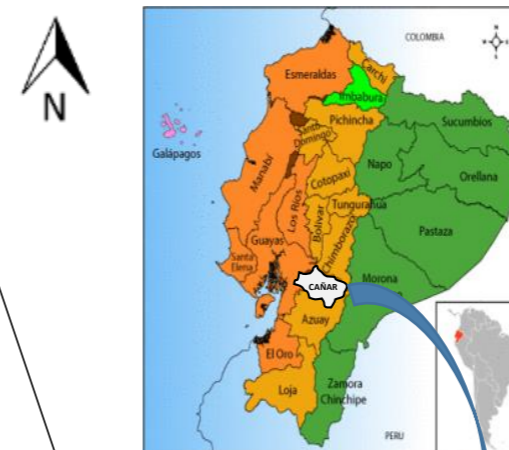 COLOMBIA
N
Esmeraldas
Carchi
Imbabura
Galápagos
Pichincha
Santo
Domingo
Sucumbios
Napo
Orellana
Manabí
Cotopaxi
Los Ríos
Tungurahua
Bolívar
Chimborazo
Pastaza
Guayas
Santa
Elena
Morona
CAÑAR
Azuay
El Oro
Loja
Zamora
Chinchipe
PERU